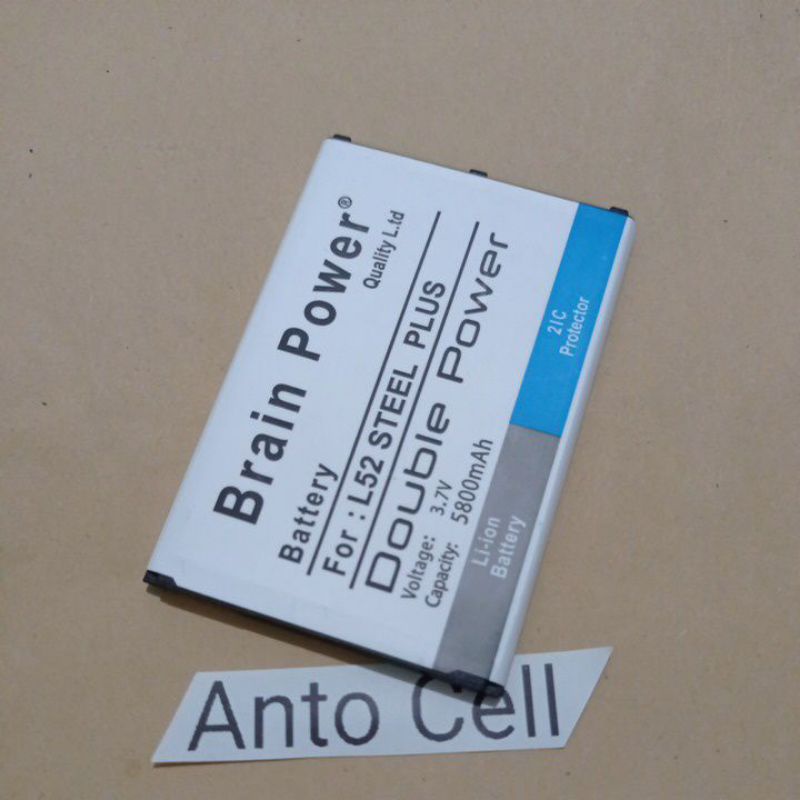 Brain Power®
Quality L.td
Battery
For : L52 STEEL PLUS
Double Power
Voltage: 3.7V
Capacity: 5800mAh
Li-ion
Battery
2IC
Protector
Anto Cell